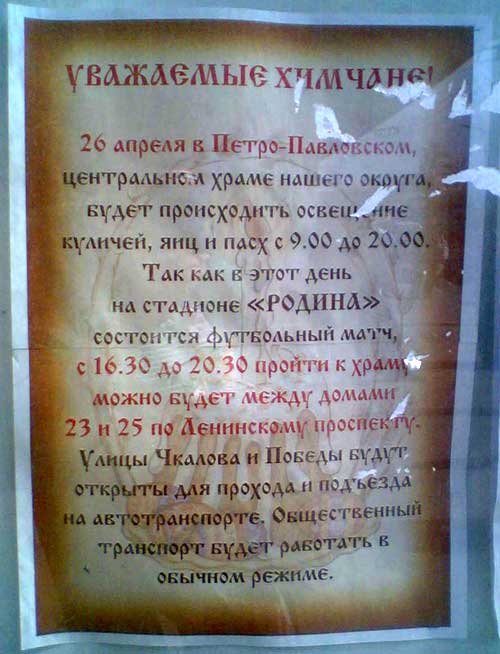 УВАЖАЕМЫЕ ХИМЧАНЕ!
26 апреля в Петро-Павловском,
центральном храме нашего округа,
будет происходить освещение
куличей, яиц и пасх с 9.00 до 20.00.
Так как в этот день
на стадионе «РОДИНА»
состоится футбольный матч,
с 16.30 до 20.30 пройти к храму
можно будет между домами
23 и 25 по Ленинскому проспекту.
Улицы Чкалова и Победы будут
открыты для прохода и подъезда
на автотранспорте. Общественный
транспорт будет работать в
обычном режиме.